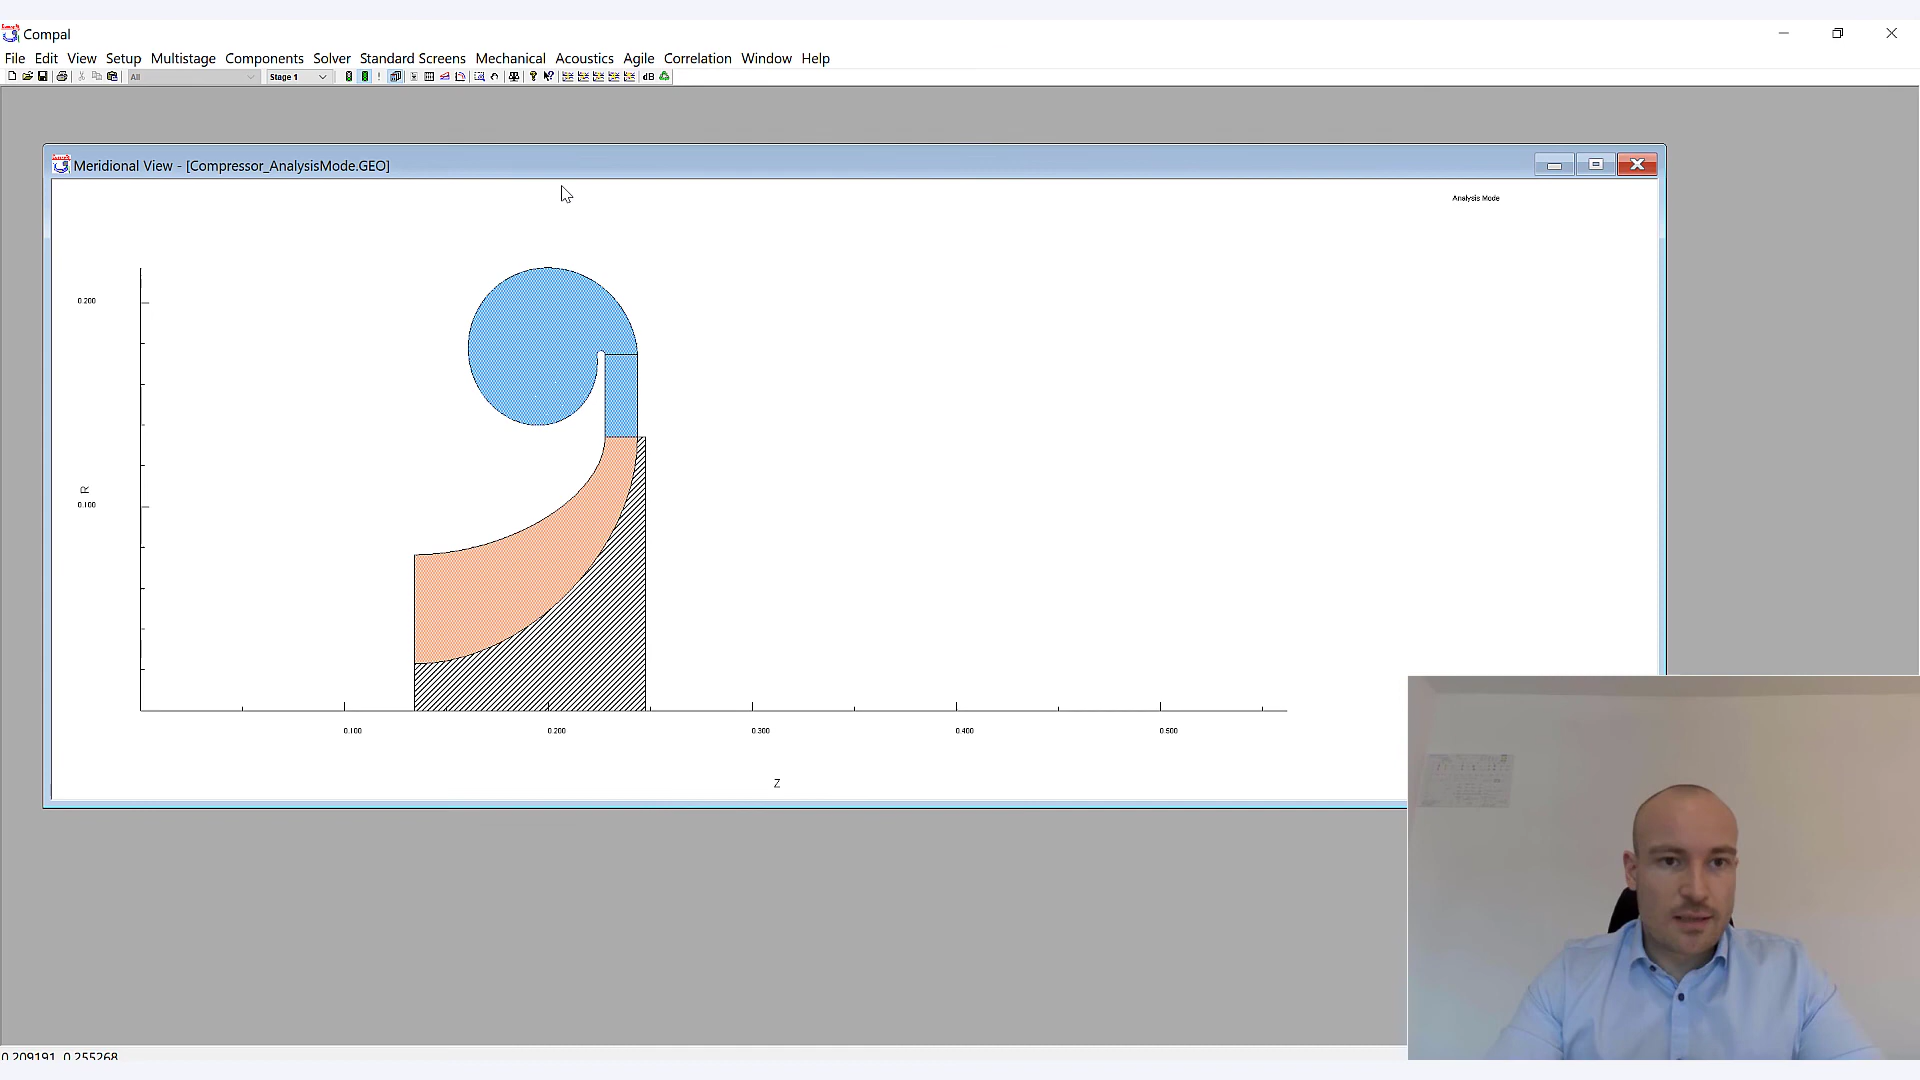 Compal
File Edit View Setup Multistage Components Solver Standard Screens Mechanical Acoustics Agile Correlation Window Help
All Stage 1 dB
Meridional View - [Compressor_AnalysisMode.GEO]
Analysis Mode
0.200
R
0.100
0.100 0.200 0.300 0.400 0.500
Z
0.209191 0.255268